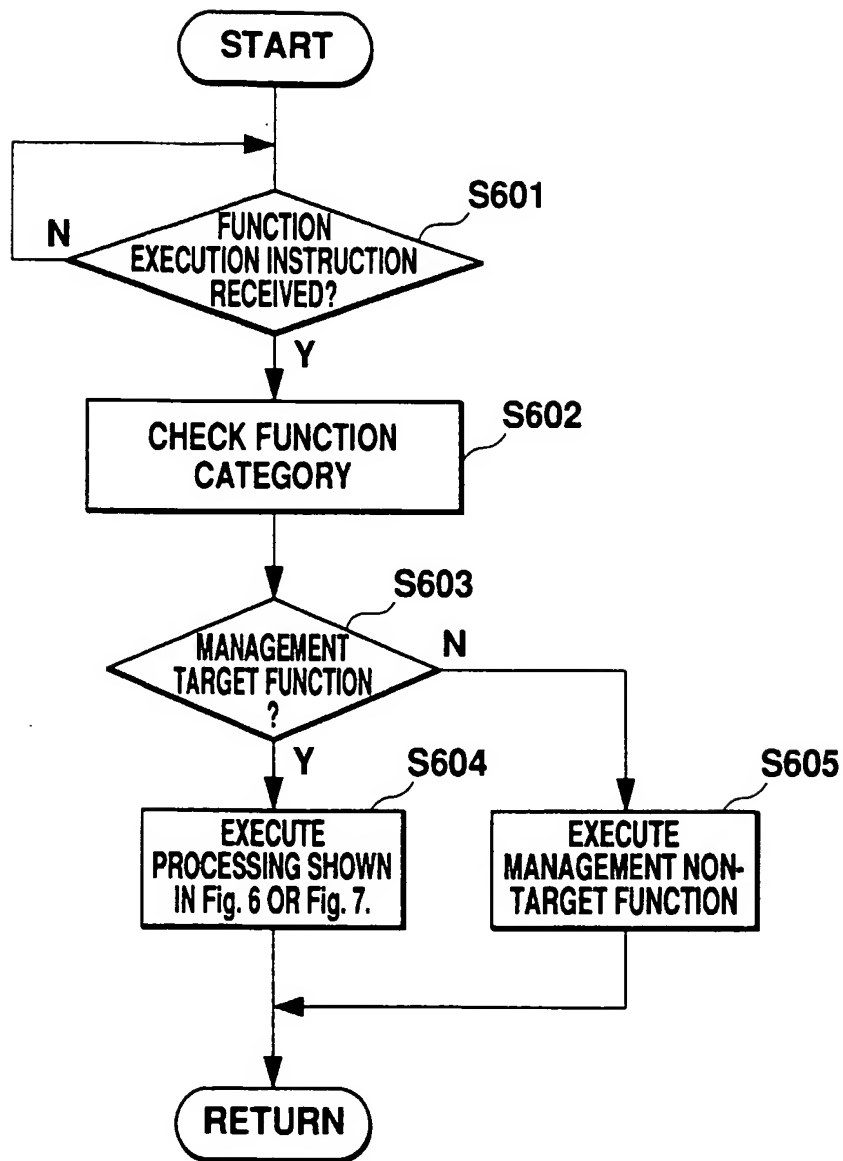 START
S601
N
FUNCTION
EXECUTION INSTRUCTION
RECEIVED?
Y
S602
CHECK FUNCTION
CATEGORY
S603
MANAGEMENT
TARGET FUNCTION
?
N
Y
S604
EXECUTE
PROCESSING SHOWN
IN Fig. 6 OR Fig. 7.
S605
EXECUTE
MANAGEMENT NON-
TARGET FUNCTION
RETURN